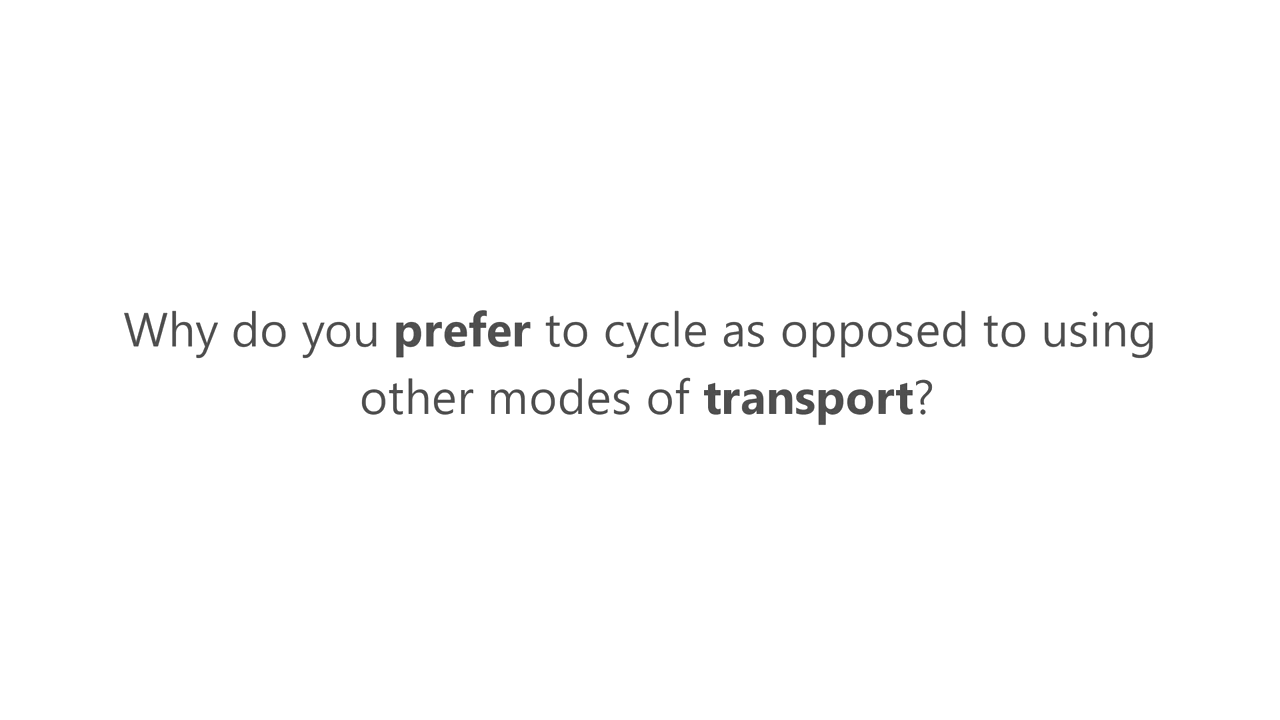 Why do you prefer to cycle as opposed to using
other modes of transport?